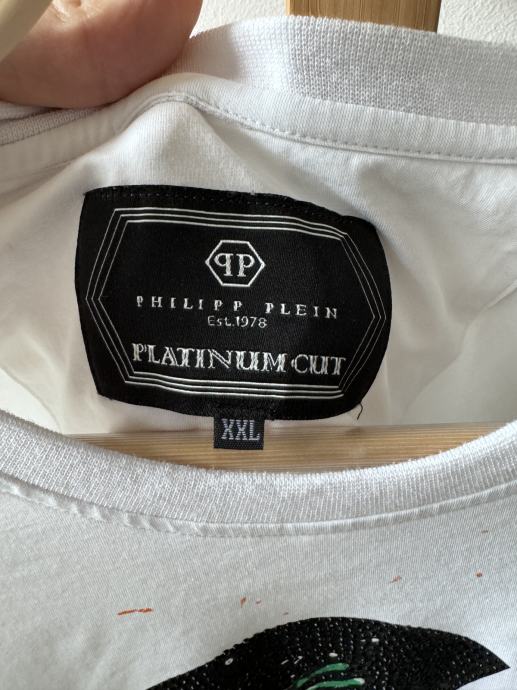 PP
PHILIPP PLEIN
Est.1978
PLATINUM CUT
XXL